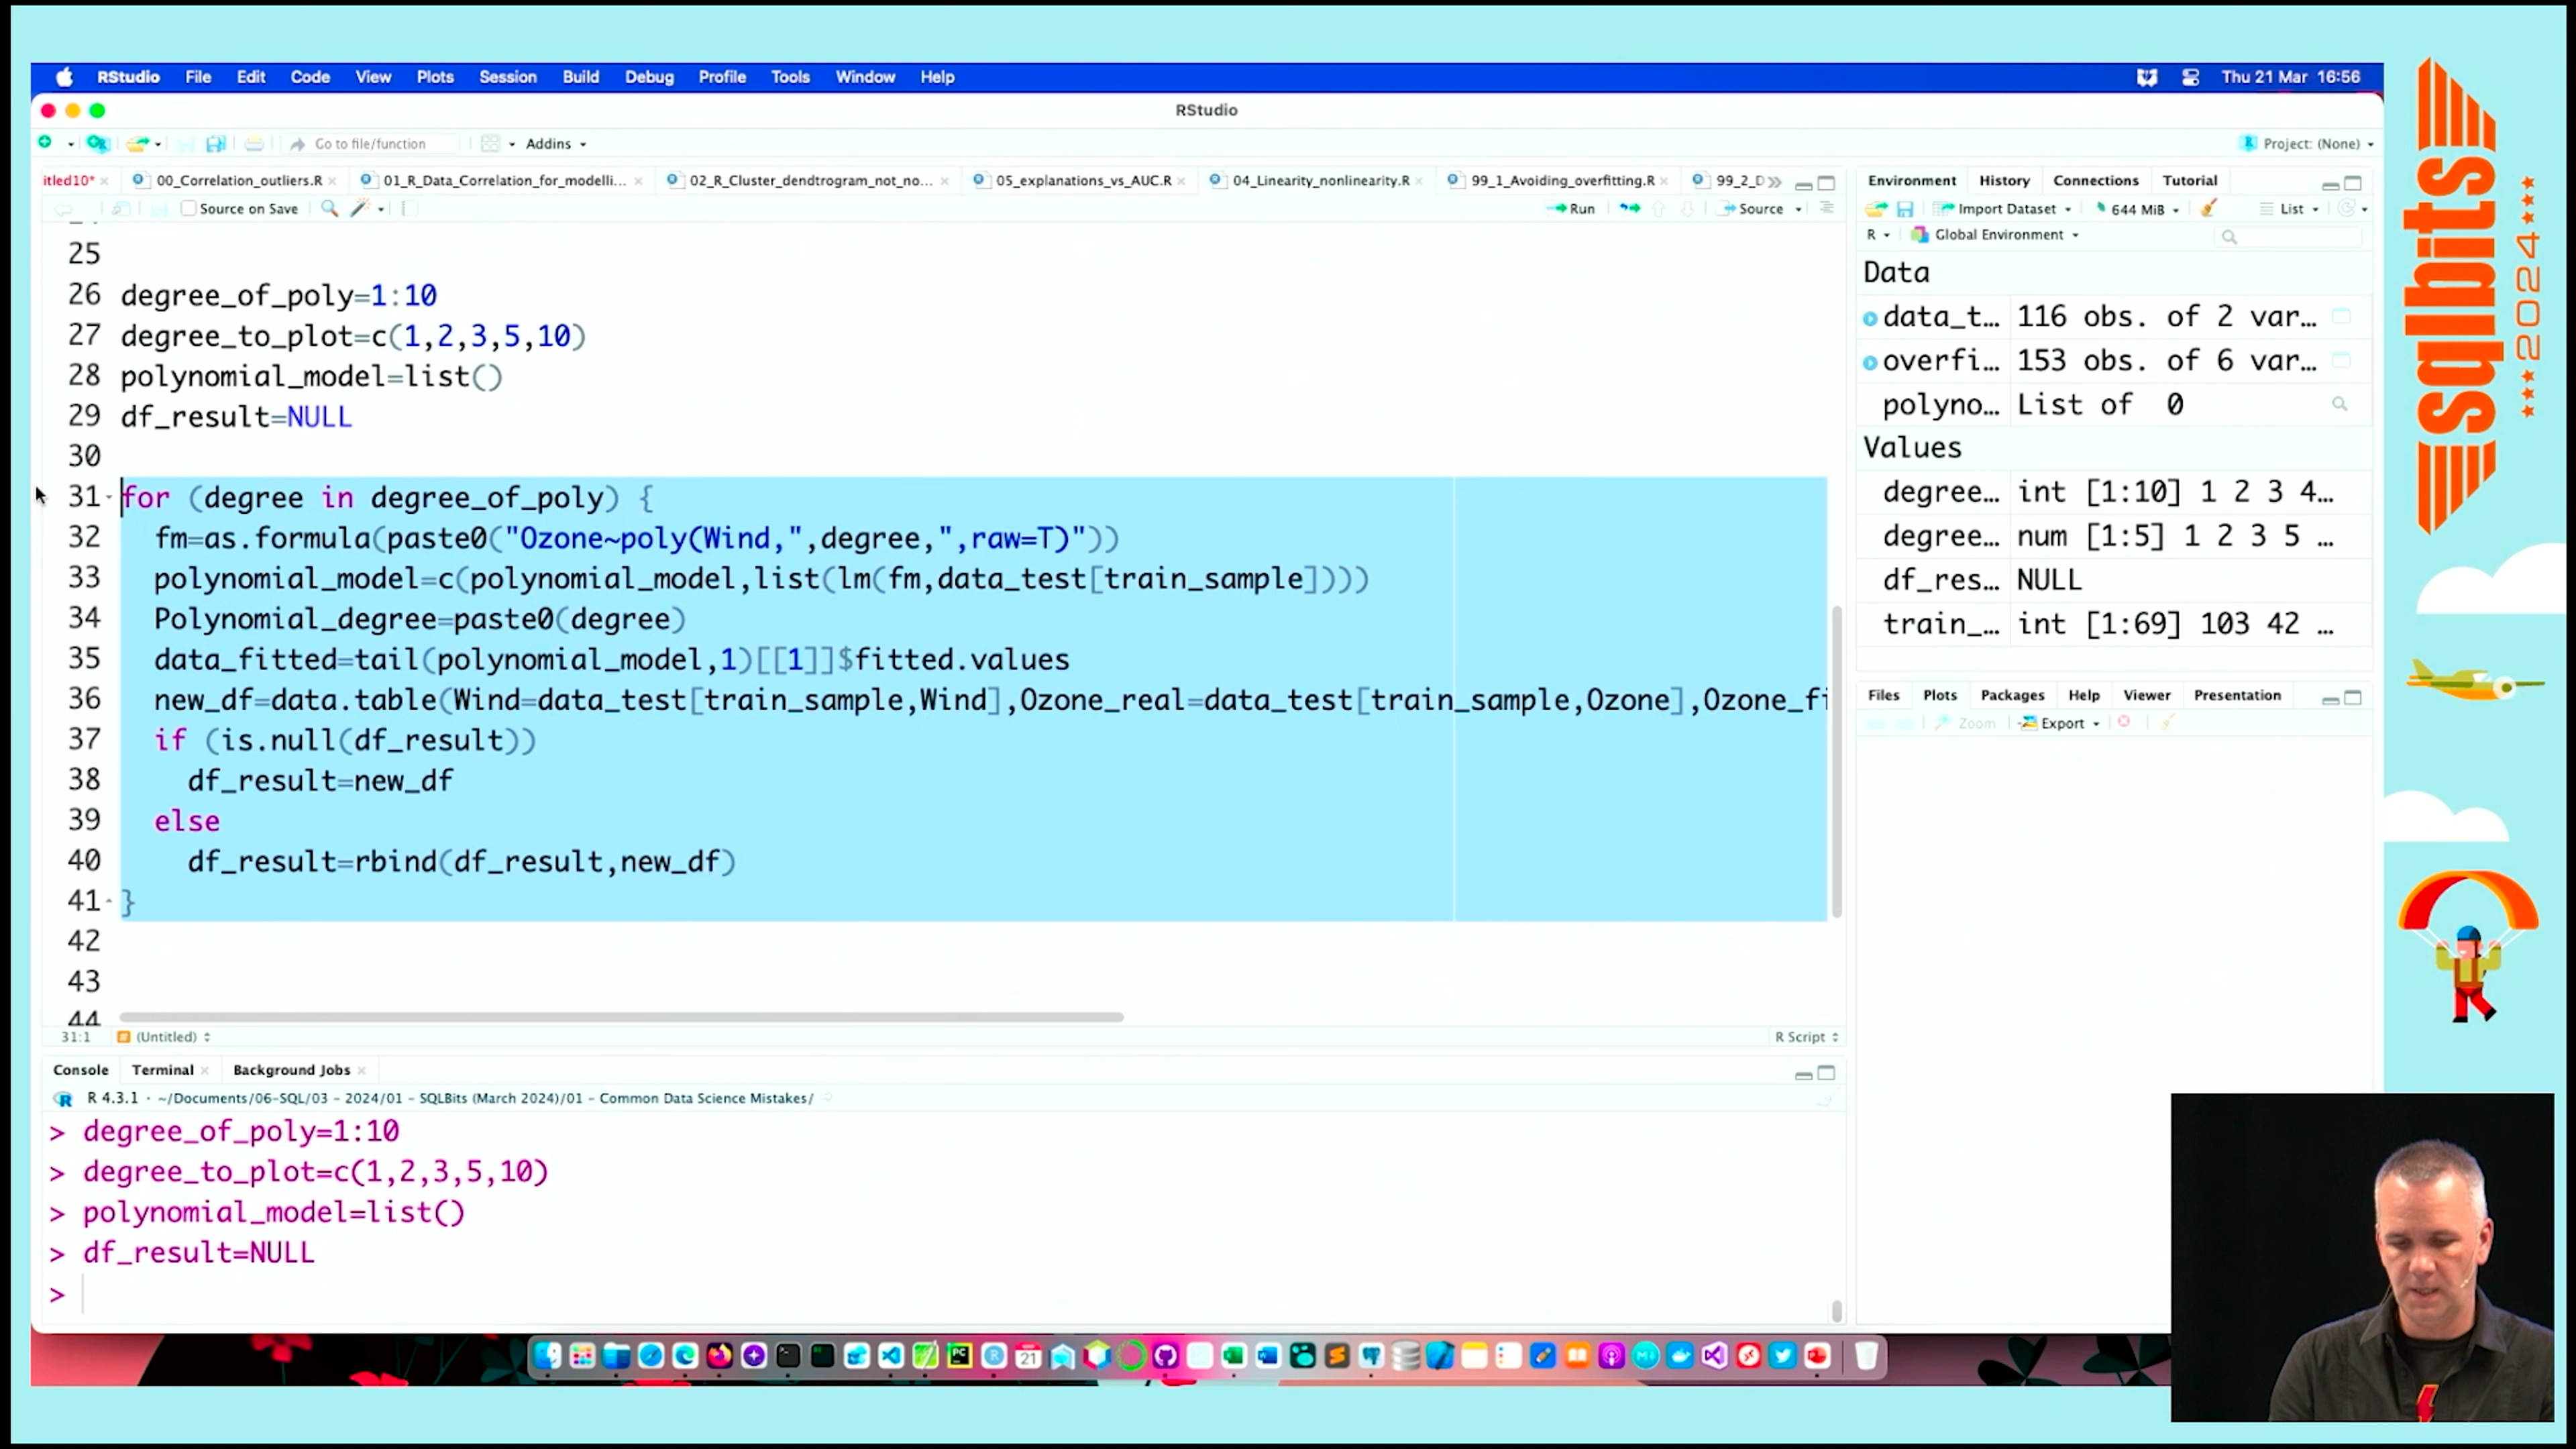 RStudio File Edit Code View Plots Session Build Debug Profile Tools Window Help Thu 21 Mar 16:56
RStudio
Go to file/function Addins Project: (None)
itled10* 00_Correlation_outliers.R 01_R_Data_Correlation_for_modelli... 02_R_Cluster_dendtrogram_not_no... 05_explanations_vs_AUC.R 04_Linearity_nonlinearity.R 99_1_Avoiding_overfitting.R 99_2_D
Source on Save Run Source
25
26 degree_of_poly=1:10
27 degree_to_plot=c(1,2,3,5,10)
28 polynomial_model=list()
29 df_result=NULL
30
31 for (degree in degree_of_poly) {
32 fm=as.formula(paste0("Ozone~poly(Wind,",degree,",raw=T)"))
33 polynomial_model=c(polynomial_model,list(lm(fm,data_test[train_sample])))
34 Polynomial_degree=paste0(degree)
35 data_fitted=tail(polynomial_model,1)[[1]]$fitted.values
36 new_df=data.table(Wind=data_test[train_sample,Wind],Ozone_real=data_test[train_sample,Ozone],Ozone_fi
37 if (is.null(df_result))
38 df_result=new_df
39 else
40 df_result=rbind(df_result,new_df)
41 }
42
43
44
31:1 (Untitled) R Script
Console Terminal Background Jobs
R 4.3.1 · ~/Documents/06-SQL/03 - 2024/01 - SQLBits (March 2024)/01 - Common Data Science Mistakes/
> degree_of_poly=1:10
> degree_to_plot=c(1,2,3,5,10)
> polynomial_model=list()
> df_result=NULL
>
Environment History Connections Tutorial
Import Dataset 644 MiB List
R Global Environment
Data
data_t... 116 obs. of 2 var...
overfi... 153 obs. of 6 var...
polyno... List of 0
Values
degree... int [1:10] 1 2 3 4...
degree... num [1:5] 1 2 3 5 ...
df_res... NULL
train_... int [1:69] 103 42 ...
Files Plots Packages Help Viewer Presentation
Zoom Export
sqlbits
2024
21
PC